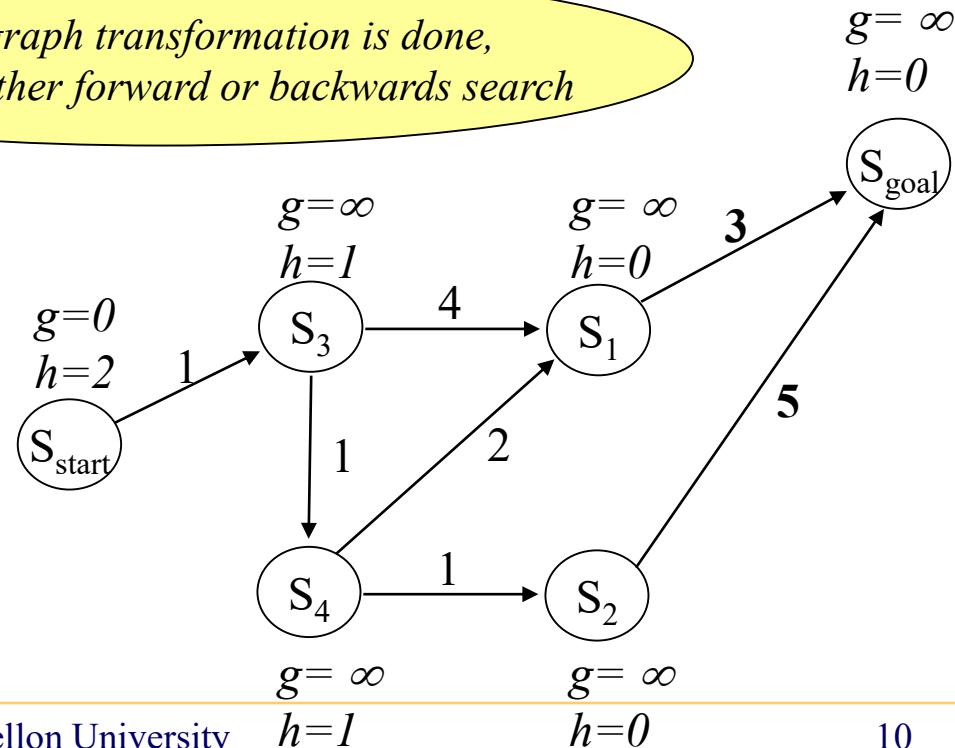 graph transformation is done,
ther forward or backwards search
g= ∞
h=0
S_goal
g=∞
h=1
S_3
g= ∞
h=0
S_1
3
4
g=0
h=2
S_start
1
1
2
5
S_4
1
S_2
g= ∞
h=1
g= ∞
h=0
ellon University
10